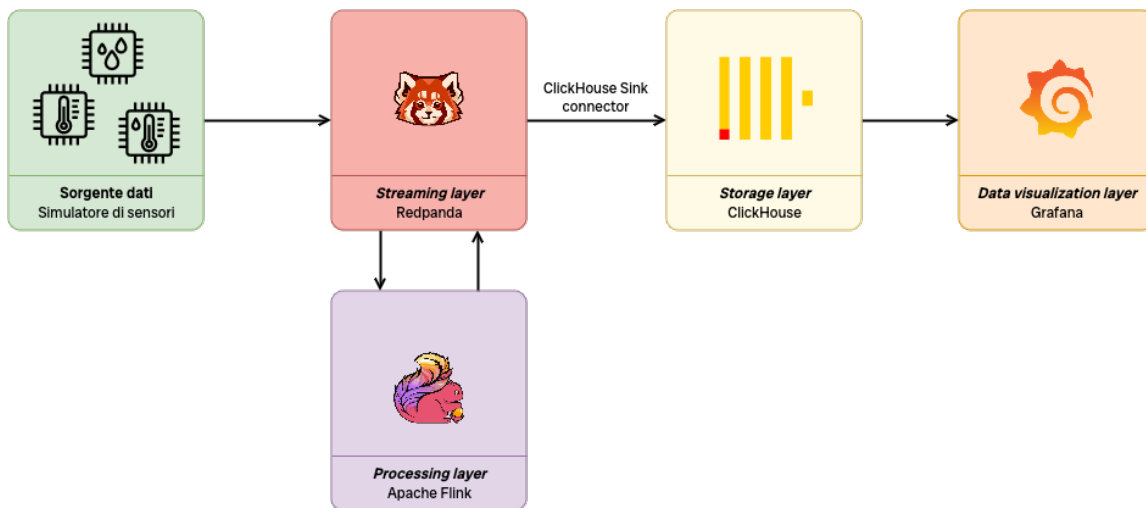 ClickHouse Sink
connector
Sorgente dati
Simulatore di sensori
Streaming layer
Redpanda
Storage layer
ClickHouse
Data visualization layer
Grafana
Processing layer
Apache Flink